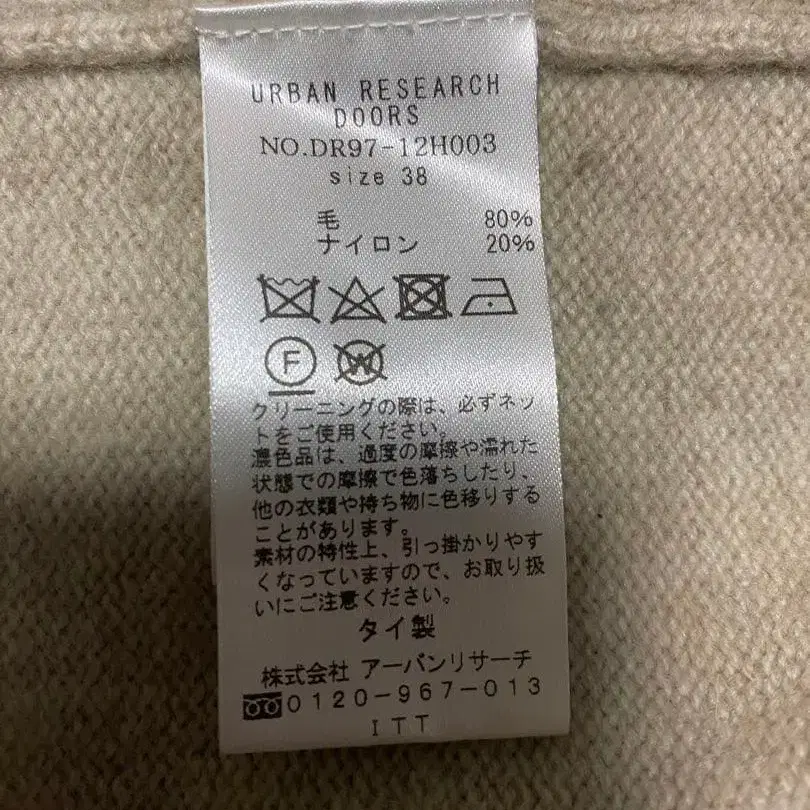 URBAN RESEARCH
DOORS
NO.DR97-12H003
size 38
毛 80%
ナイロン 20%
F
W
クリーニングの際は、必ずネッ
トをご使用ください。
濃色品は、過度の摩擦や濡れた
状態での摩擦で色落ちしたり、
他の衣類や持ち物に色移りする
ことがあります。
素材の特性上、引っ掛かりやす
くなっていますので、お取り扱
いにご注意ください。
タイ製
株式会社 アーバンリサーチ
0120-967-013
ITT